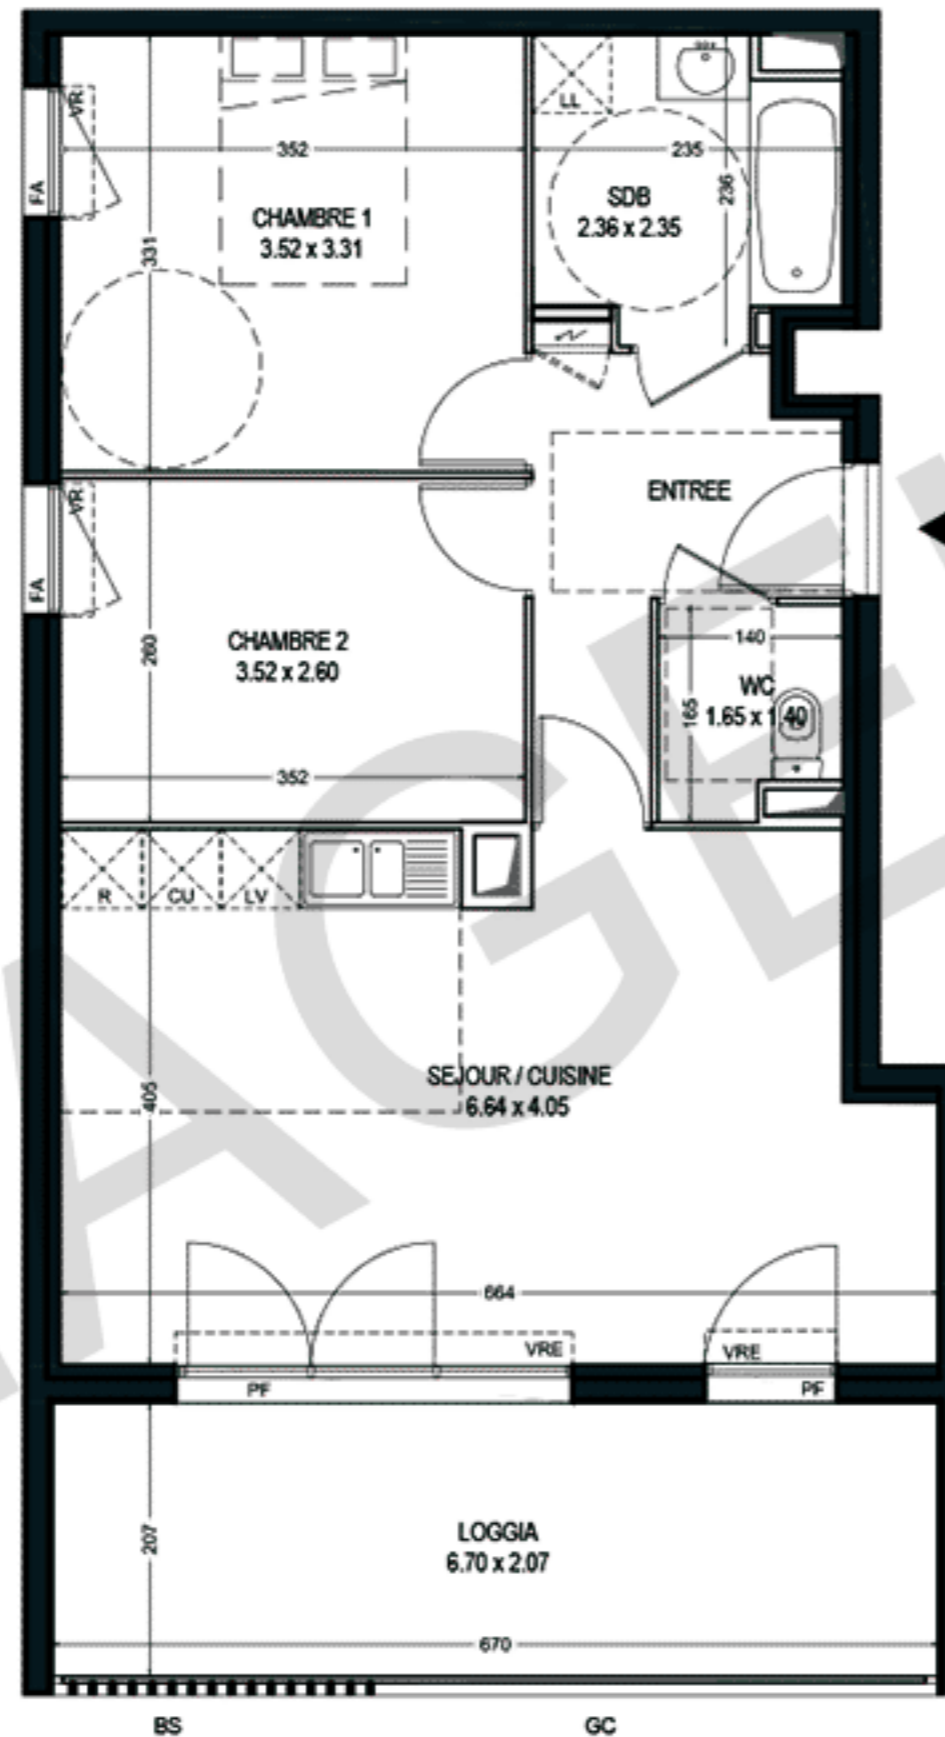 VR
LL
352
235
FA
SDB
2.36 x 2.35
236
CHAMBRE 1
3.52 x 3.31
331
ENTREE
VR
FA
CHAMBRE 2
3.52 x 2.60
260
140
WC
1.65 x 1.40
165
352
R
CU
LV
SEJOUR / CUISINE
6.64 x 4.05
405
664
VRE
VRE
PF
PF
LOGGIA
6.70 x 2.07
207
670
BS
GC